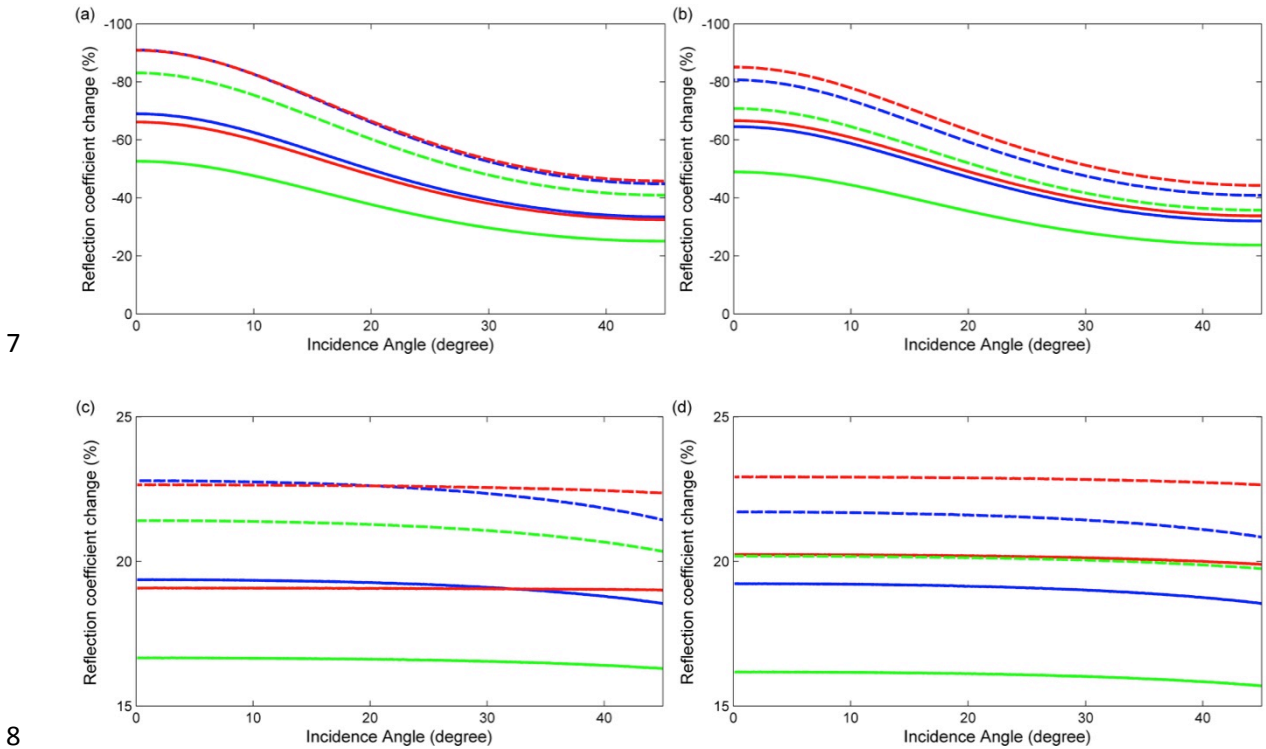 (a)
-100
-80
-60
-40
-20
0
Reflection coefficient change (%)
0 10 20 30 40
Incidence Angle (degree)
(b)
-100
-80
-60
-40
-20
0
Reflection coefficient change (%)
0 10 20 30 40
Incidence Angle (degree)
7
(c)
25
20
15
Reflection coefficient change (%)
0 10 20 30 40
Incidence Angle (degree)
(d)
25
20
15
Reflection coefficient change (%)
0 10 20 30 40
Incidence Angle (degree)
8